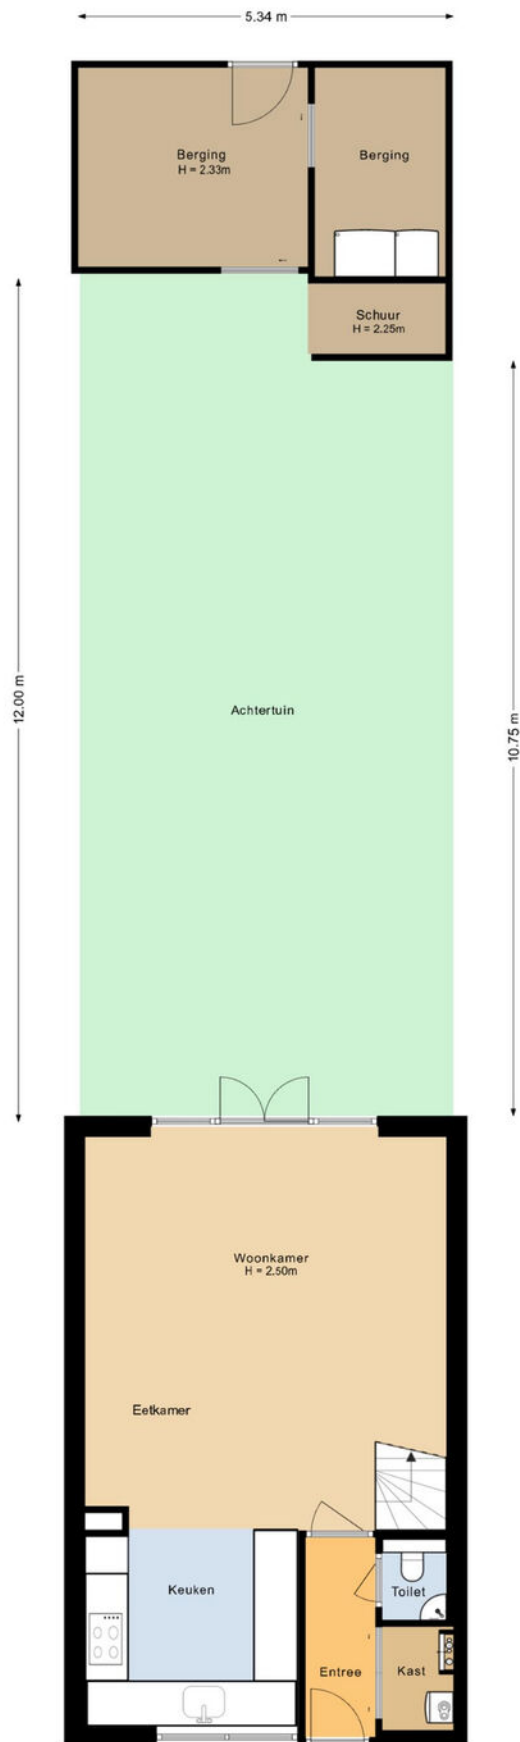 5.34 m
Berging
H = 2.33m
Berging
Schuur
H = 2.25m
12.00 m
Achtertuin
10.75 m
Woonkamer
H = 2.50m
Eetkamer
Keuken
Toilet
Entree
Kast